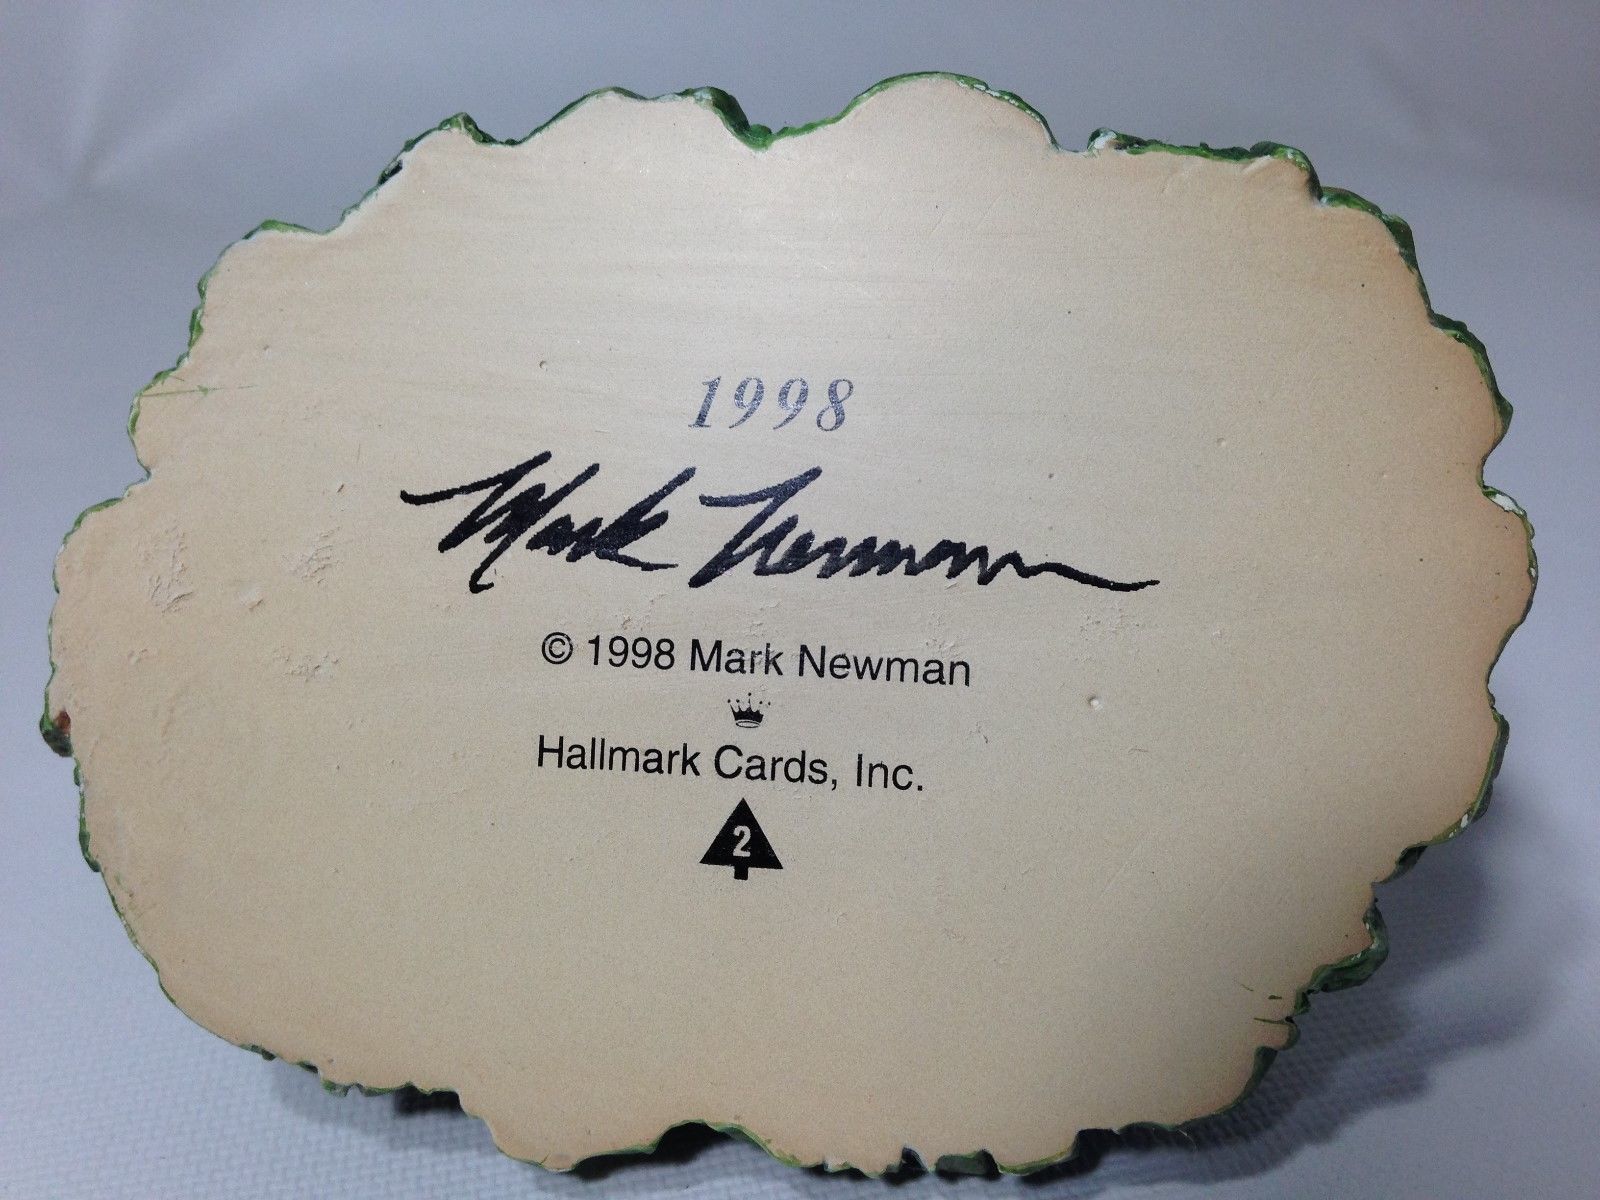 1998
Mark Newman
© 1998 Mark Newman
Hallmark Cards, Inc.
2